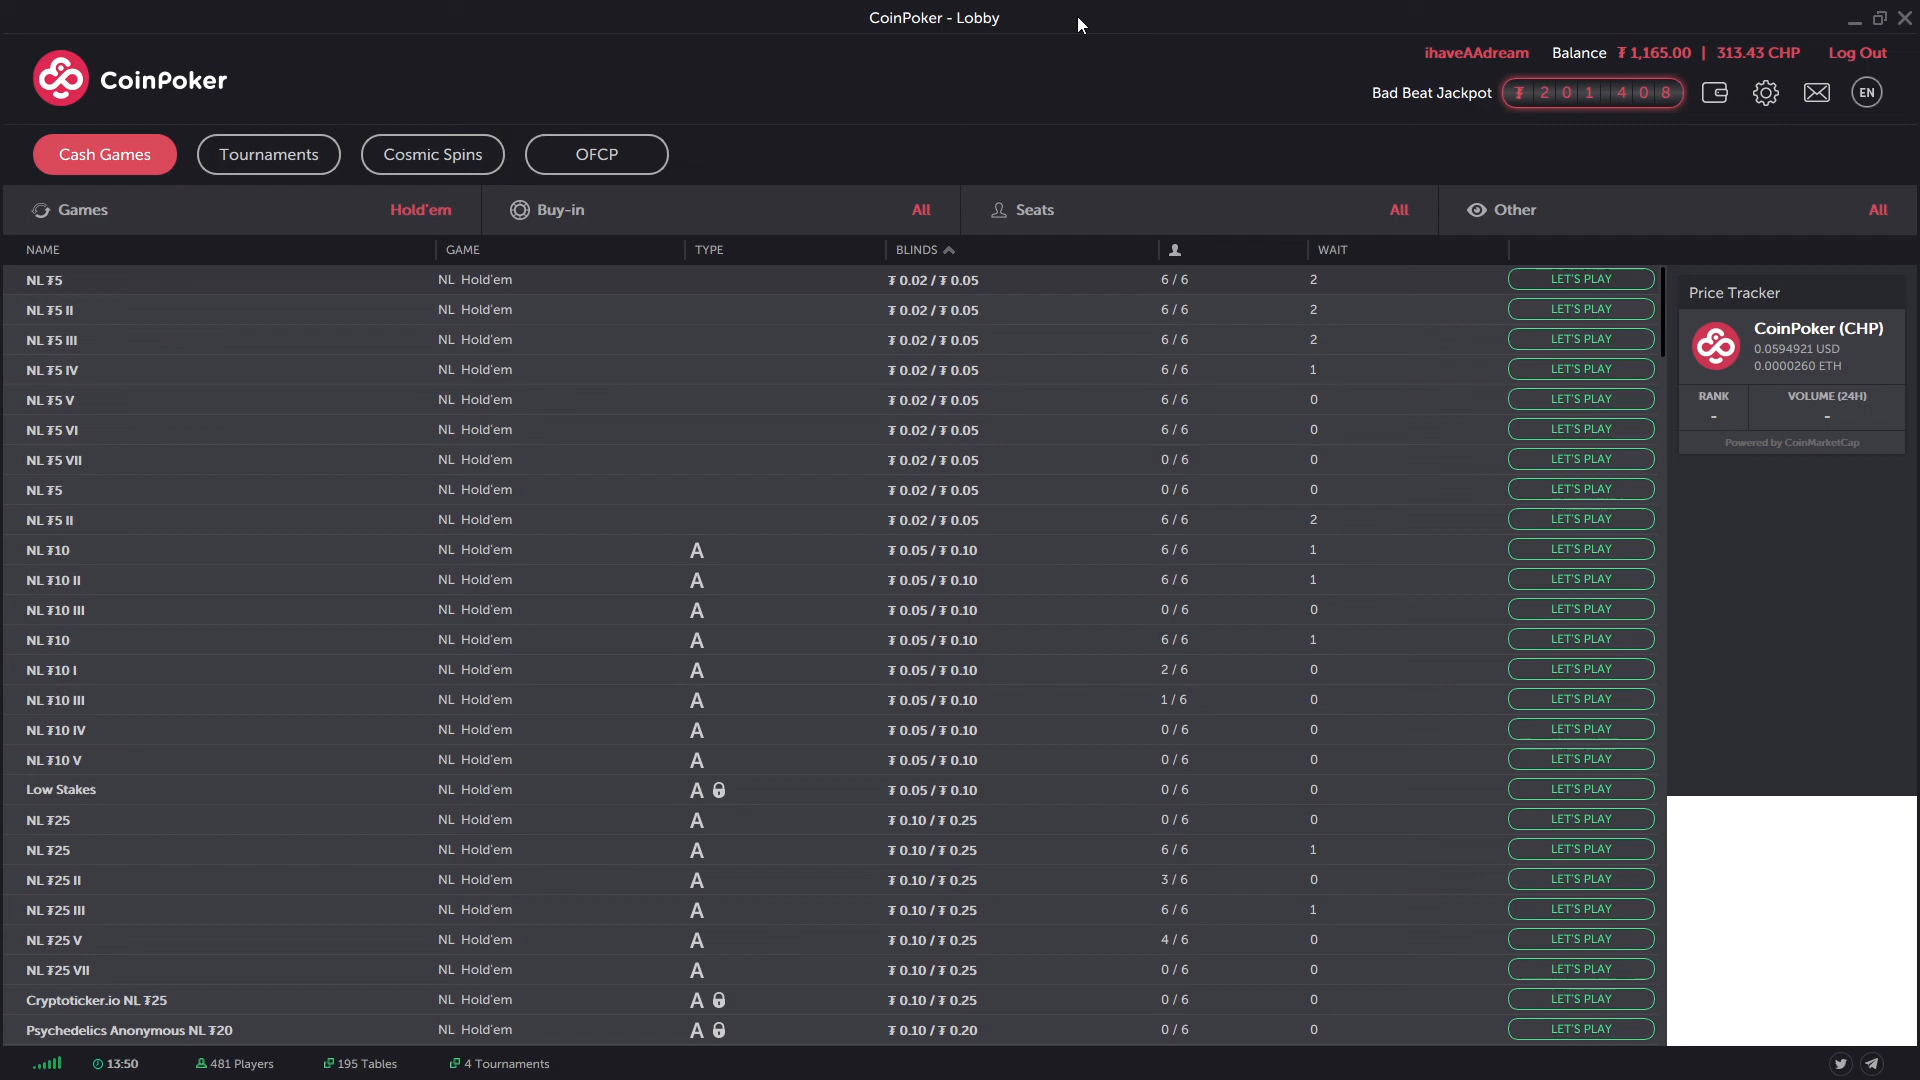 CoinPoker - Lobby
ihaveAAdream Balance ₮ 1,165.00 | 313.43 CHP Log Out
CoinPoker
Bad Beat Jackpot ₮ 2 0 1 4 0 8 EN
Cash Games Tournaments Cosmic Spins OFCP
Games Hold'em Buy-in All Seats All Other All
NAME GAME TYPE BLINDS WAIT
NL ₮5 NL Hold'em ₮ 0.02 / ₮ 0.05 6 / 6 2 LET'S PLAY
NL ₮5 II NL Hold'em ₮ 0.02 / ₮ 0.05 6 / 6 2 LET'S PLAY
NL ₮5 III NL Hold'em ₮ 0.02 / ₮ 0.05 6 / 6 2 LET'S PLAY
NL ₮5 IV NL Hold'em ₮ 0.02 / ₮ 0.05 6 / 6 1 LET'S PLAY
NL ₮5 V NL Hold'em ₮ 0.02 / ₮ 0.05 6 / 6 0 LET'S PLAY
NL ₮5 VI NL Hold'em ₮ 0.02 / ₮ 0.05 6 / 6 0 LET'S PLAY
NL ₮5 VII NL Hold'em ₮ 0.02 / ₮ 0.05 0 / 6 0 LET'S PLAY
NL ₮5 NL Hold'em ₮ 0.02 / ₮ 0.05 0 / 6 0 LET'S PLAY
NL ₮5 II NL Hold'em ₮ 0.02 / ₮ 0.05 6 / 6 2 LET'S PLAY
NL ₮10 NL Hold'em A ₮ 0.05 / ₮ 0.10 6 / 6 1 LET'S PLAY
NL ₮10 II NL Hold'em A ₮ 0.05 / ₮ 0.10 6 / 6 1 LET'S PLAY
NL ₮10 III NL Hold'em A ₮ 0.05 / ₮ 0.10 0 / 6 0 LET'S PLAY
NL ₮10 NL Hold'em A ₮ 0.05 / ₮ 0.10 6 / 6 1 LET'S PLAY
NL ₮10 I NL Hold'em A ₮ 0.05 / ₮ 0.10 2 / 6 0 LET'S PLAY
NL ₮10 III NL Hold'em A ₮ 0.05 / ₮ 0.10 1 / 6 0 LET'S PLAY
NL ₮10 IV NL Hold'em A ₮ 0.05 / ₮ 0.10 0 / 6 0 LET'S PLAY
NL ₮10 V NL Hold'em A ₮ 0.05 / ₮ 0.10 0 / 6 0 LET'S PLAY
Low Stakes NL Hold'em A ₮ 0.05 / ₮ 0.10 0 / 6 0 LET'S PLAY
NL ₮25 NL Hold'em A ₮ 0.10 / ₮ 0.25 0 / 6 0 LET'S PLAY
NL ₮25 NL Hold'em A ₮ 0.10 / ₮ 0.25 6 / 6 1 LET'S PLAY
NL ₮25 II NL Hold'em A ₮ 0.10 / ₮ 0.25 3 / 6 0 LET'S PLAY
NL ₮25 III NL Hold'em A ₮ 0.10 / ₮ 0.25 6 / 6 1 LET'S PLAY
NL ₮25 V NL Hold'em A ₮ 0.10 / ₮ 0.25 4 / 6 0 LET'S PLAY
NL ₮25 VII NL Hold'em A ₮ 0.10 / ₮ 0.25 0 / 6 0 LET'S PLAY
Cryptoticker.io NL ₮25 NL Hold'em A ₮ 0.10 / ₮ 0.25 0 / 6 0 LET'S PLAY
Psychedelics Anonymous NL ₮20 NL Hold'em A ₮ 0.10 / ₮ 0.20 0 / 6 0 LET'S PLAY
Price Tracker
CoinPoker (CHP)
0.0594921 USD
0.0000260 ETH
RANK VOLUME (24H)
- -
Powered by CoinMarketCap
13:50 481 Players 195 Tables 4 Tournaments